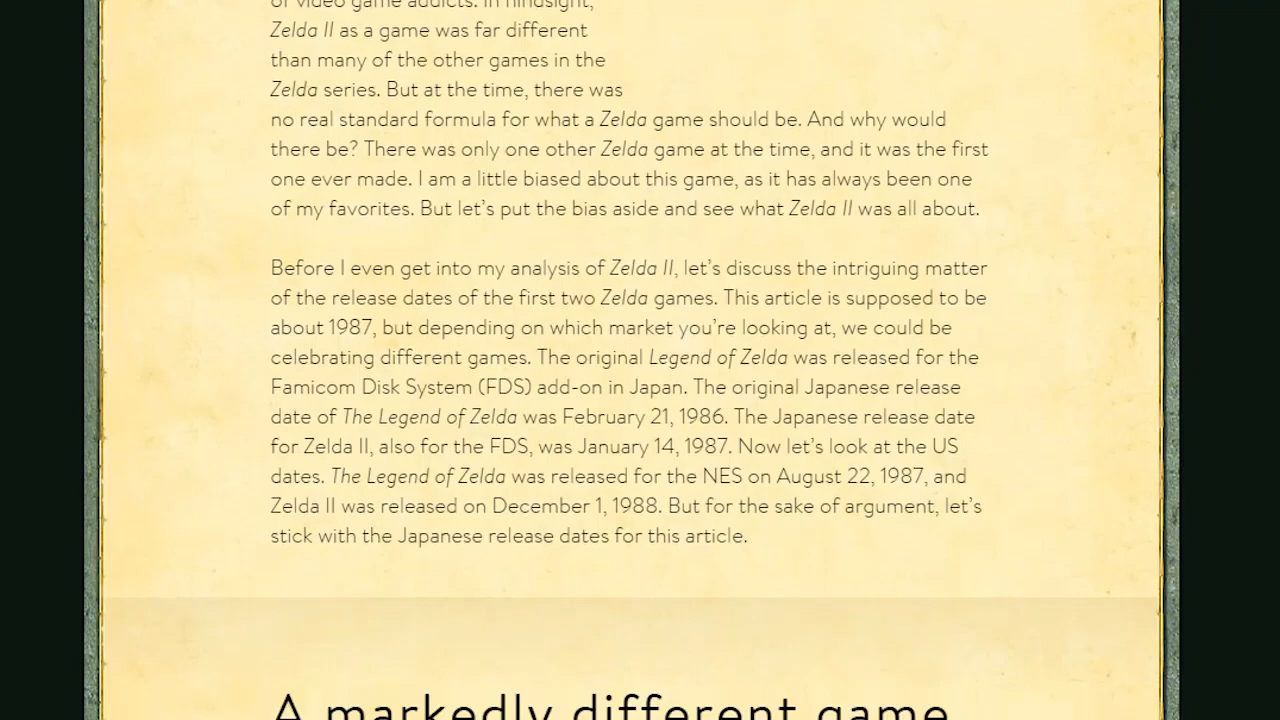 of video game addicts. In hindsight,
Zelda II as a game was far different
than many of the other games in the
Zelda series. But at the time, there was
no real standard formula for what a Zelda game should be. And why would
there be? There was only one other Zelda game at the time, and it was the first
one ever made. I am a little biased about this game, as it has always been one
of my favorites. But let’s put the bias aside and see what Zelda II was all about.
Before I even get into my analysis of Zelda II, let’s discuss the intriguing matter
of the release dates of the first two Zelda games. This article is supposed to be
about 1987, but depending on which market you’re looking at, we could be
celebrating different games. The original Legend of Zelda was released for the
Famicom Disk System (FDS) add-on in Japan. The original Japanese release
date of The Legend of Zelda was February 21, 1986. The Japanese release date
for Zelda II, also for the FDS, was January 14, 1987. Now let’s look at the US
dates. The Legend of Zelda was released for the NES on August 22, 1987, and
Zelda II was released on December 1, 1988. But for the sake of argument, let’s
stick with the Japanese release dates for this article.
A markedly different game